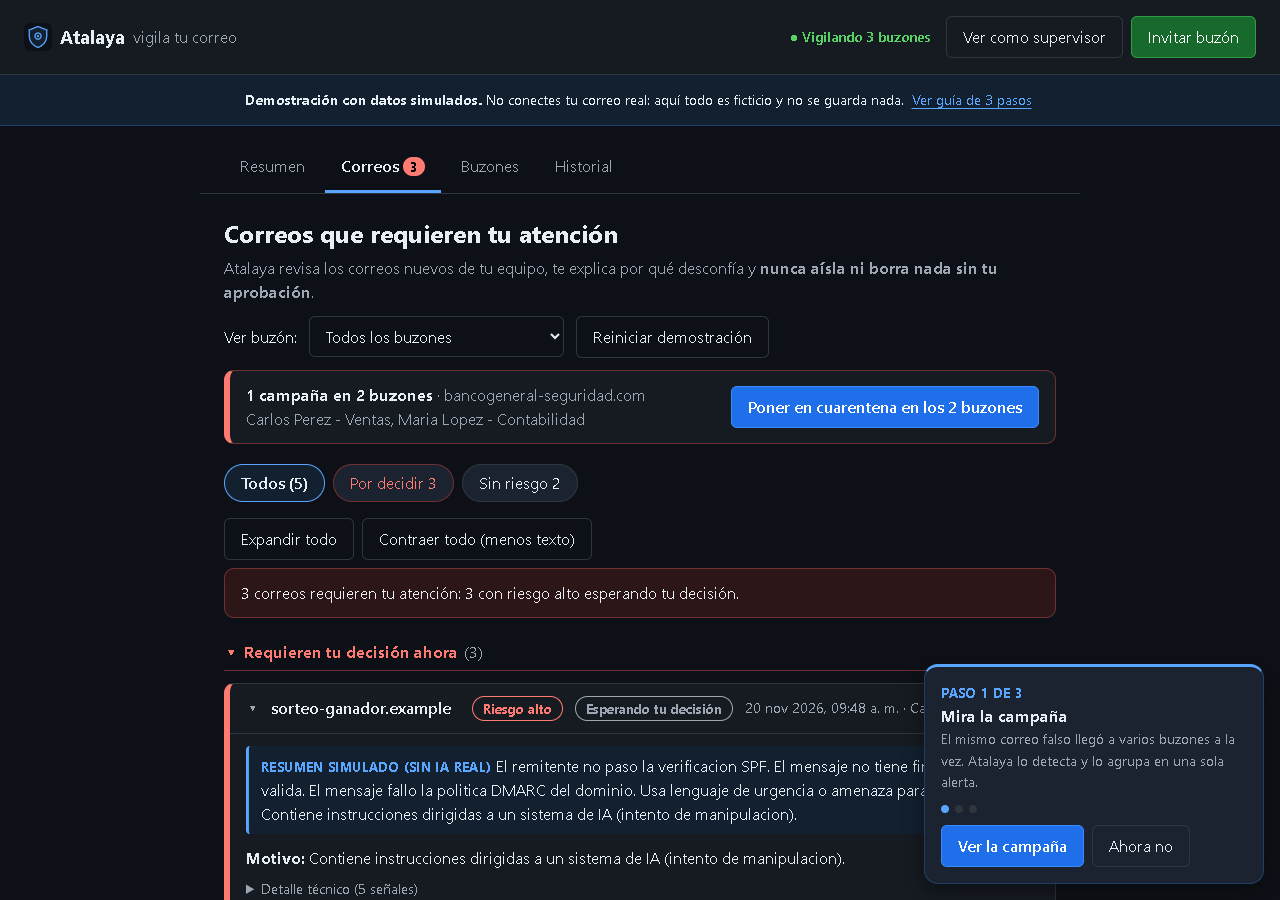 Atalaya vigila tu correo
● Vigilando 3 buzones
Ver como supervisor
Invitar buzón
Demostración con datos simulados. No conectes tu correo real: aquí todo es ficticio y no se guarda nada. Ver guía de 3 pasos
Resumen
Correos 3
Buzones
Historial
Correos que requieren tu atención
Atalaya revisa los correos nuevos de tu equipo, te explica por qué desconfía y nunca aísla ni borra nada sin tu
aprobación.
Ver buzón:
Todos los buzones
Reiniciar demostración
1 campaña en 2 buzones · bancogeneral-seguridad.com
Carlos Perez - Ventas, Maria Lopez - Contabilidad
Poner en cuarentena en los 2 buzones
Todos (5)
Por decidir 3
Sin riesgo 2
Expandir todo
Contraer todo (menos texto)
3 correos requieren tu atención: 3 con riesgo alto esperando tu decisión.
▼ Requieren tu decisión ahora (3)
▼ sorteo-ganador.example
Riesgo alto
Esperando tu decisión
20 nov 2026, 09:48 a. m. ·
RESUMEN SIMULADO (SIN IA REAL) El remitente no paso la verificacion SPF. El mensaje no tiene
valida. El mensaje fallo la politica DMARC del dominio. Usa lenguaje de urgencia o amenaza
Contiene instrucciones dirigidas a un sistema de IA (intento de manipulacion).
Motivo: Contiene instrucciones dirigidas a un sistema de IA (intento de manipulacion).
▶ Detalle técnico (5 señales)
PASO 1 DE 3
Mira la campaña
El mismo correo falso llegó a varios buzones a la
vez. Atalaya lo detecta y lo agrupa en una sola
alerta.
Ver la campaña
Ahora no